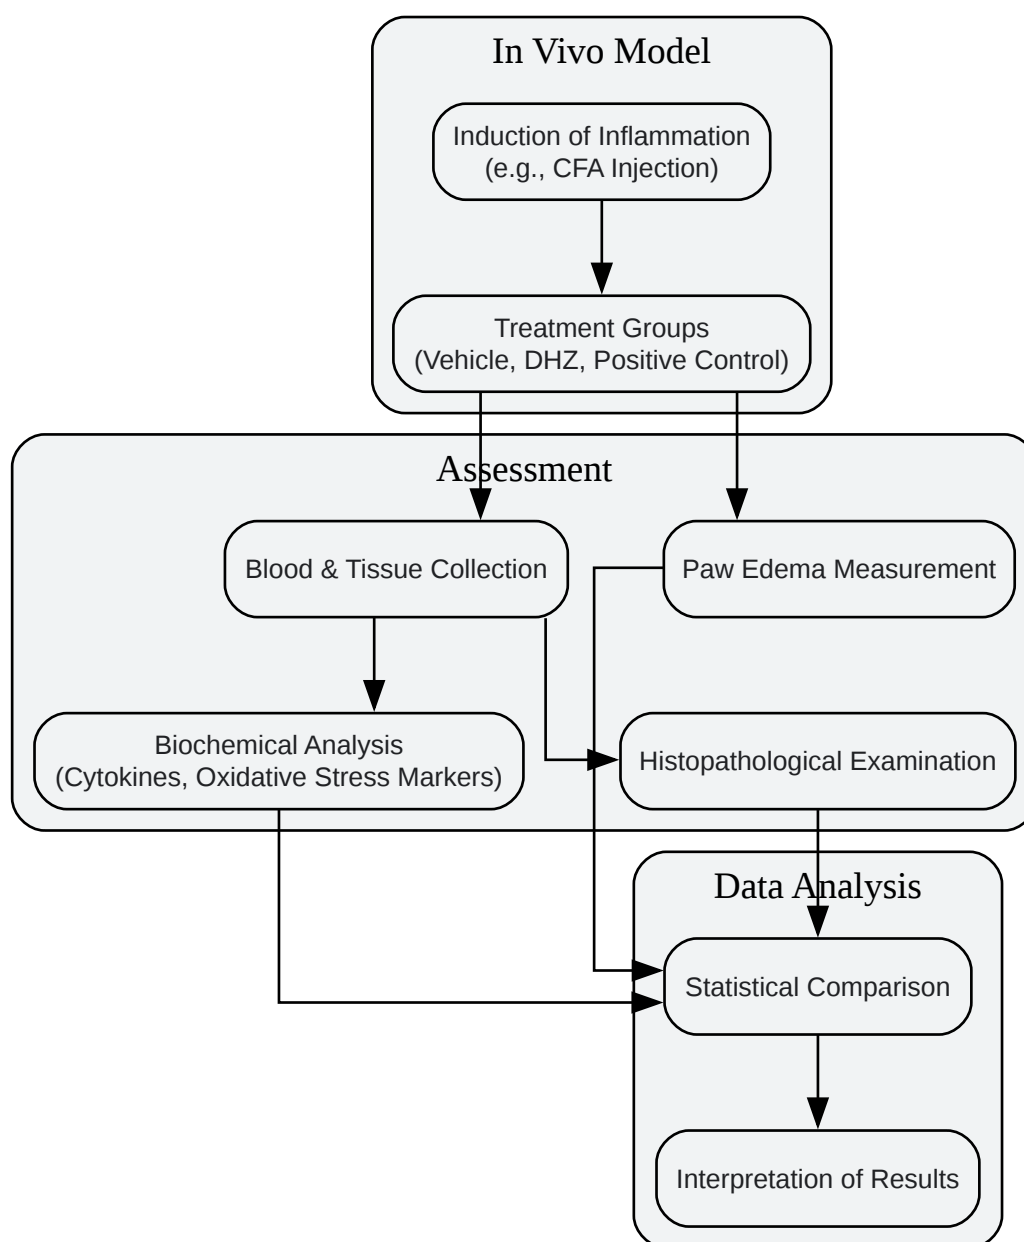 In Vivo Model
Induction of Inflammation
(e.g., CFA Injection)
Treatment Groups
(Vehicle, DHZ, Positive Control)
Assessment
Blood & Tissue Collection
Paw Edema Measurement
Biochemical Analysis
(Cytokines, Oxidative Stress Markers)
Histopathological Examination
Data Analysis
Statistical Comparison
Interpretation of Results